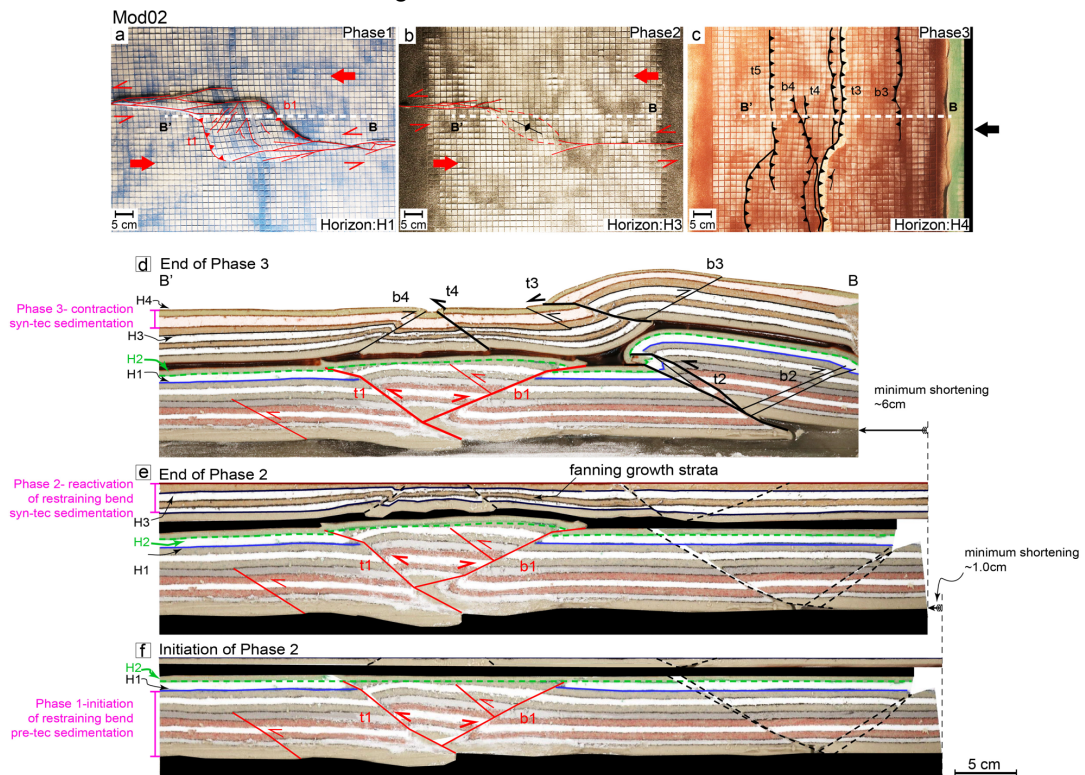 Mod02
a
Phase1
b1
B'
B
t1
5 cm
Horizon:H1
b
Phase2
B'
B
5 cm
Horizon:H3
c
Phase3
t5
b4
t4
t3
b3
B'
B
5 cm
Horizon:H4
d End of Phase 3
B'
B
H4
Phase 3- contraction
syn-tec sedimentation
H3
H2
H1
b4
t4
t3
b3
t1
b1
t2
b2
minimum shortening
~6cm
e End of Phase 2
Phase 2- reactivation
of restraining bend
syn-tec sedimentation
fanning growth strata
H3
H2
H1
t1
b1
minimum shortening
~1.0cm
f Initiation of Phase 2
H2
H1
Phase 1-initiation
of restraining bend
pre-tec sedimentation
t1
b1
5 cm